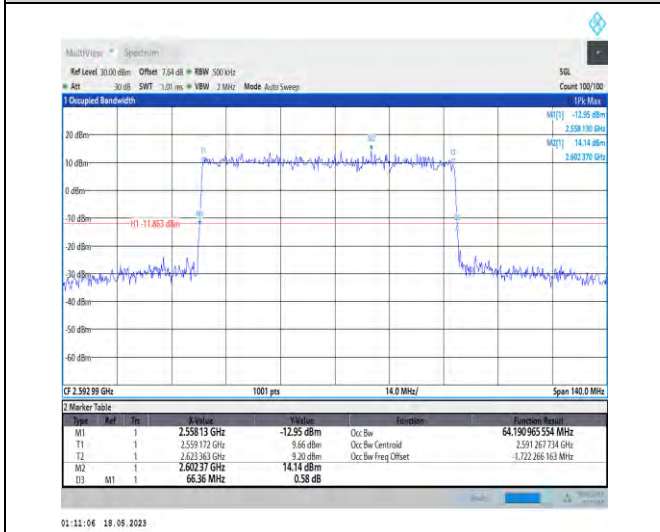 MultiView Spectrum
Ref Level 30.00 dBm Offset 7.64 dB RBW 500 kHz SGL
Att 30 dB SWT 1.01 ms VBW 2 MHz Mode Auto Sweep Count 100/100
1 Occupied Bandwidth 1Pk Max
M1[1] -12.95 dBm
2.558 130 GHz
M2[1] 14.14 dBm
2.602 370 GHz
20 dBm
M2
T1
T2
10 dBm
0 dBm
M1
-10 dBm
H1 -11.863 dBm
D3
-20 dBm
-30 dBm
-40 dBm
-50 dBm
-60 dBm
CF 2.592 99 GHz 1001 pts 14.0 MHz/ Span 140.0 MHz
2 Marker Table
Type Ref Trc X-Value Y-Value Function Function Result
M1 1 2.558 13 GHz -12.95 dBm Occ Bw 64.190 965 554 MHz
T1 1 2.559 172 GHz 9.66 dBm Occ Bw Centroid 2.591 267 734 GHz
T2 1 2.623 363 GHz 9.20 dBm Occ Bw Freq Offset -1.722 266 163 MHz
M2 1 2.602 37 GHz 14.14 dBm
D3 M1 1 66.36 MHz 0.58 dB
01:11:06 18.05.2023